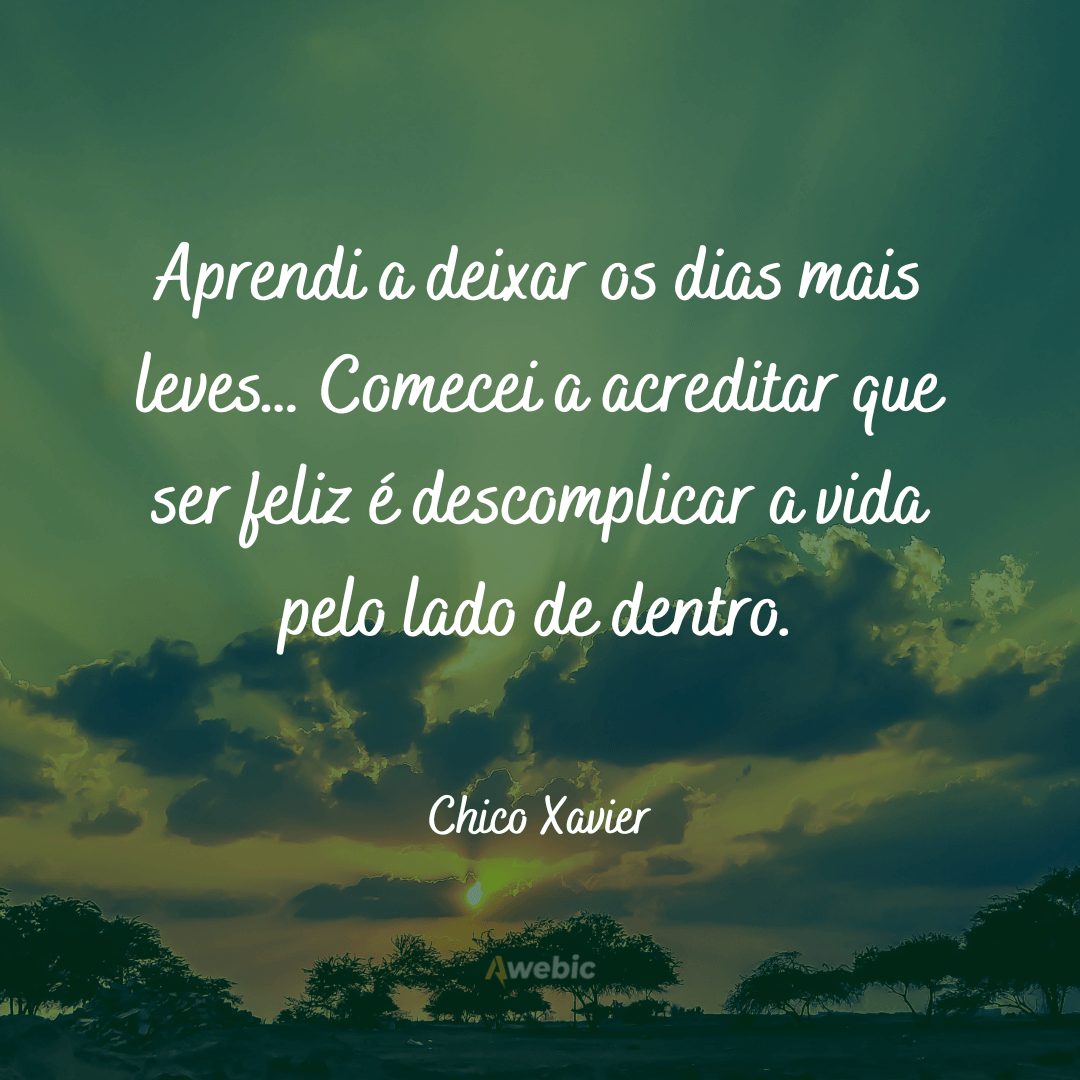 Aprendi a deixar os dias mais
leves... Comecei a acreditar que
ser feliz é descomplicar a vida
pelo lado de dentro.
Chico Xavier
Awebic